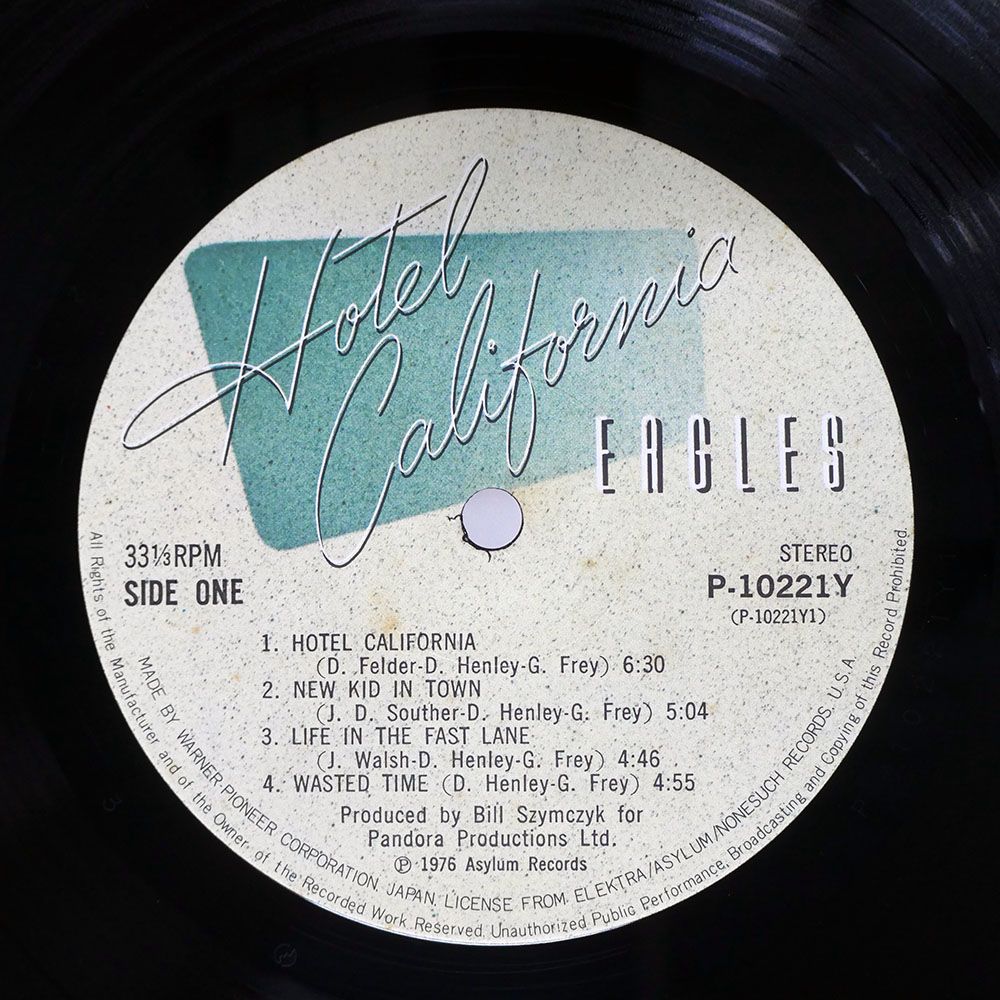 Hotel
California
EAGLES
33 1/3 RPM
SIDE ONE
STEREO
P-10221Y
(P-10221Y1)
1. HOTEL CALIFORNIA
(D. Felder-D. Henley-G. Frey) 6:30
2. NEW KID IN TOWN
(J. D. Souther-D. Henley-G. Frey) 5:04
3. LIFE IN THE FAST LANE
(J. Walsh-D. Henley-G. Frey) 4:46
4. WASTED TIME (D. Henley-G. Frey) 4:55
Produced by Bill Szymczyk for
Pandora Productions Ltd.
Ⓟ 1976 Asylum Records
MADE BY WARNER-PIONEER CORPORATION, JAPAN, LICENSE FROM ELEKTRA/ASYLUM/NONESUCH RECORDS, U.S.A.
All Rights of the Manufacturer and of the Owner of the Recorded Work Reserved. Unauthorized Public Performance, Broadcasting and Copying of this Record Prohibited.